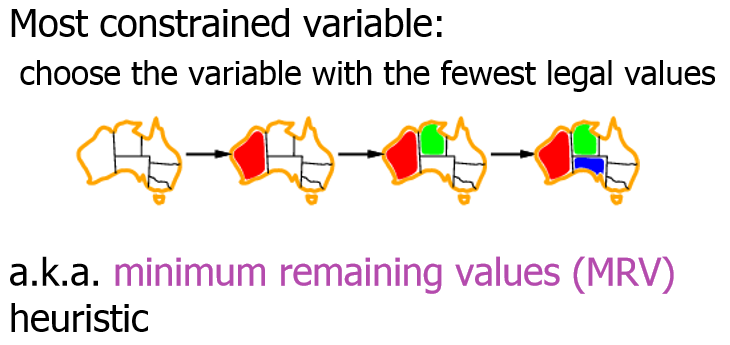 Most constrained variable:
choose the variable with the fewest legal values
a.k.a. minimum remaining values (MRV)
heuristic